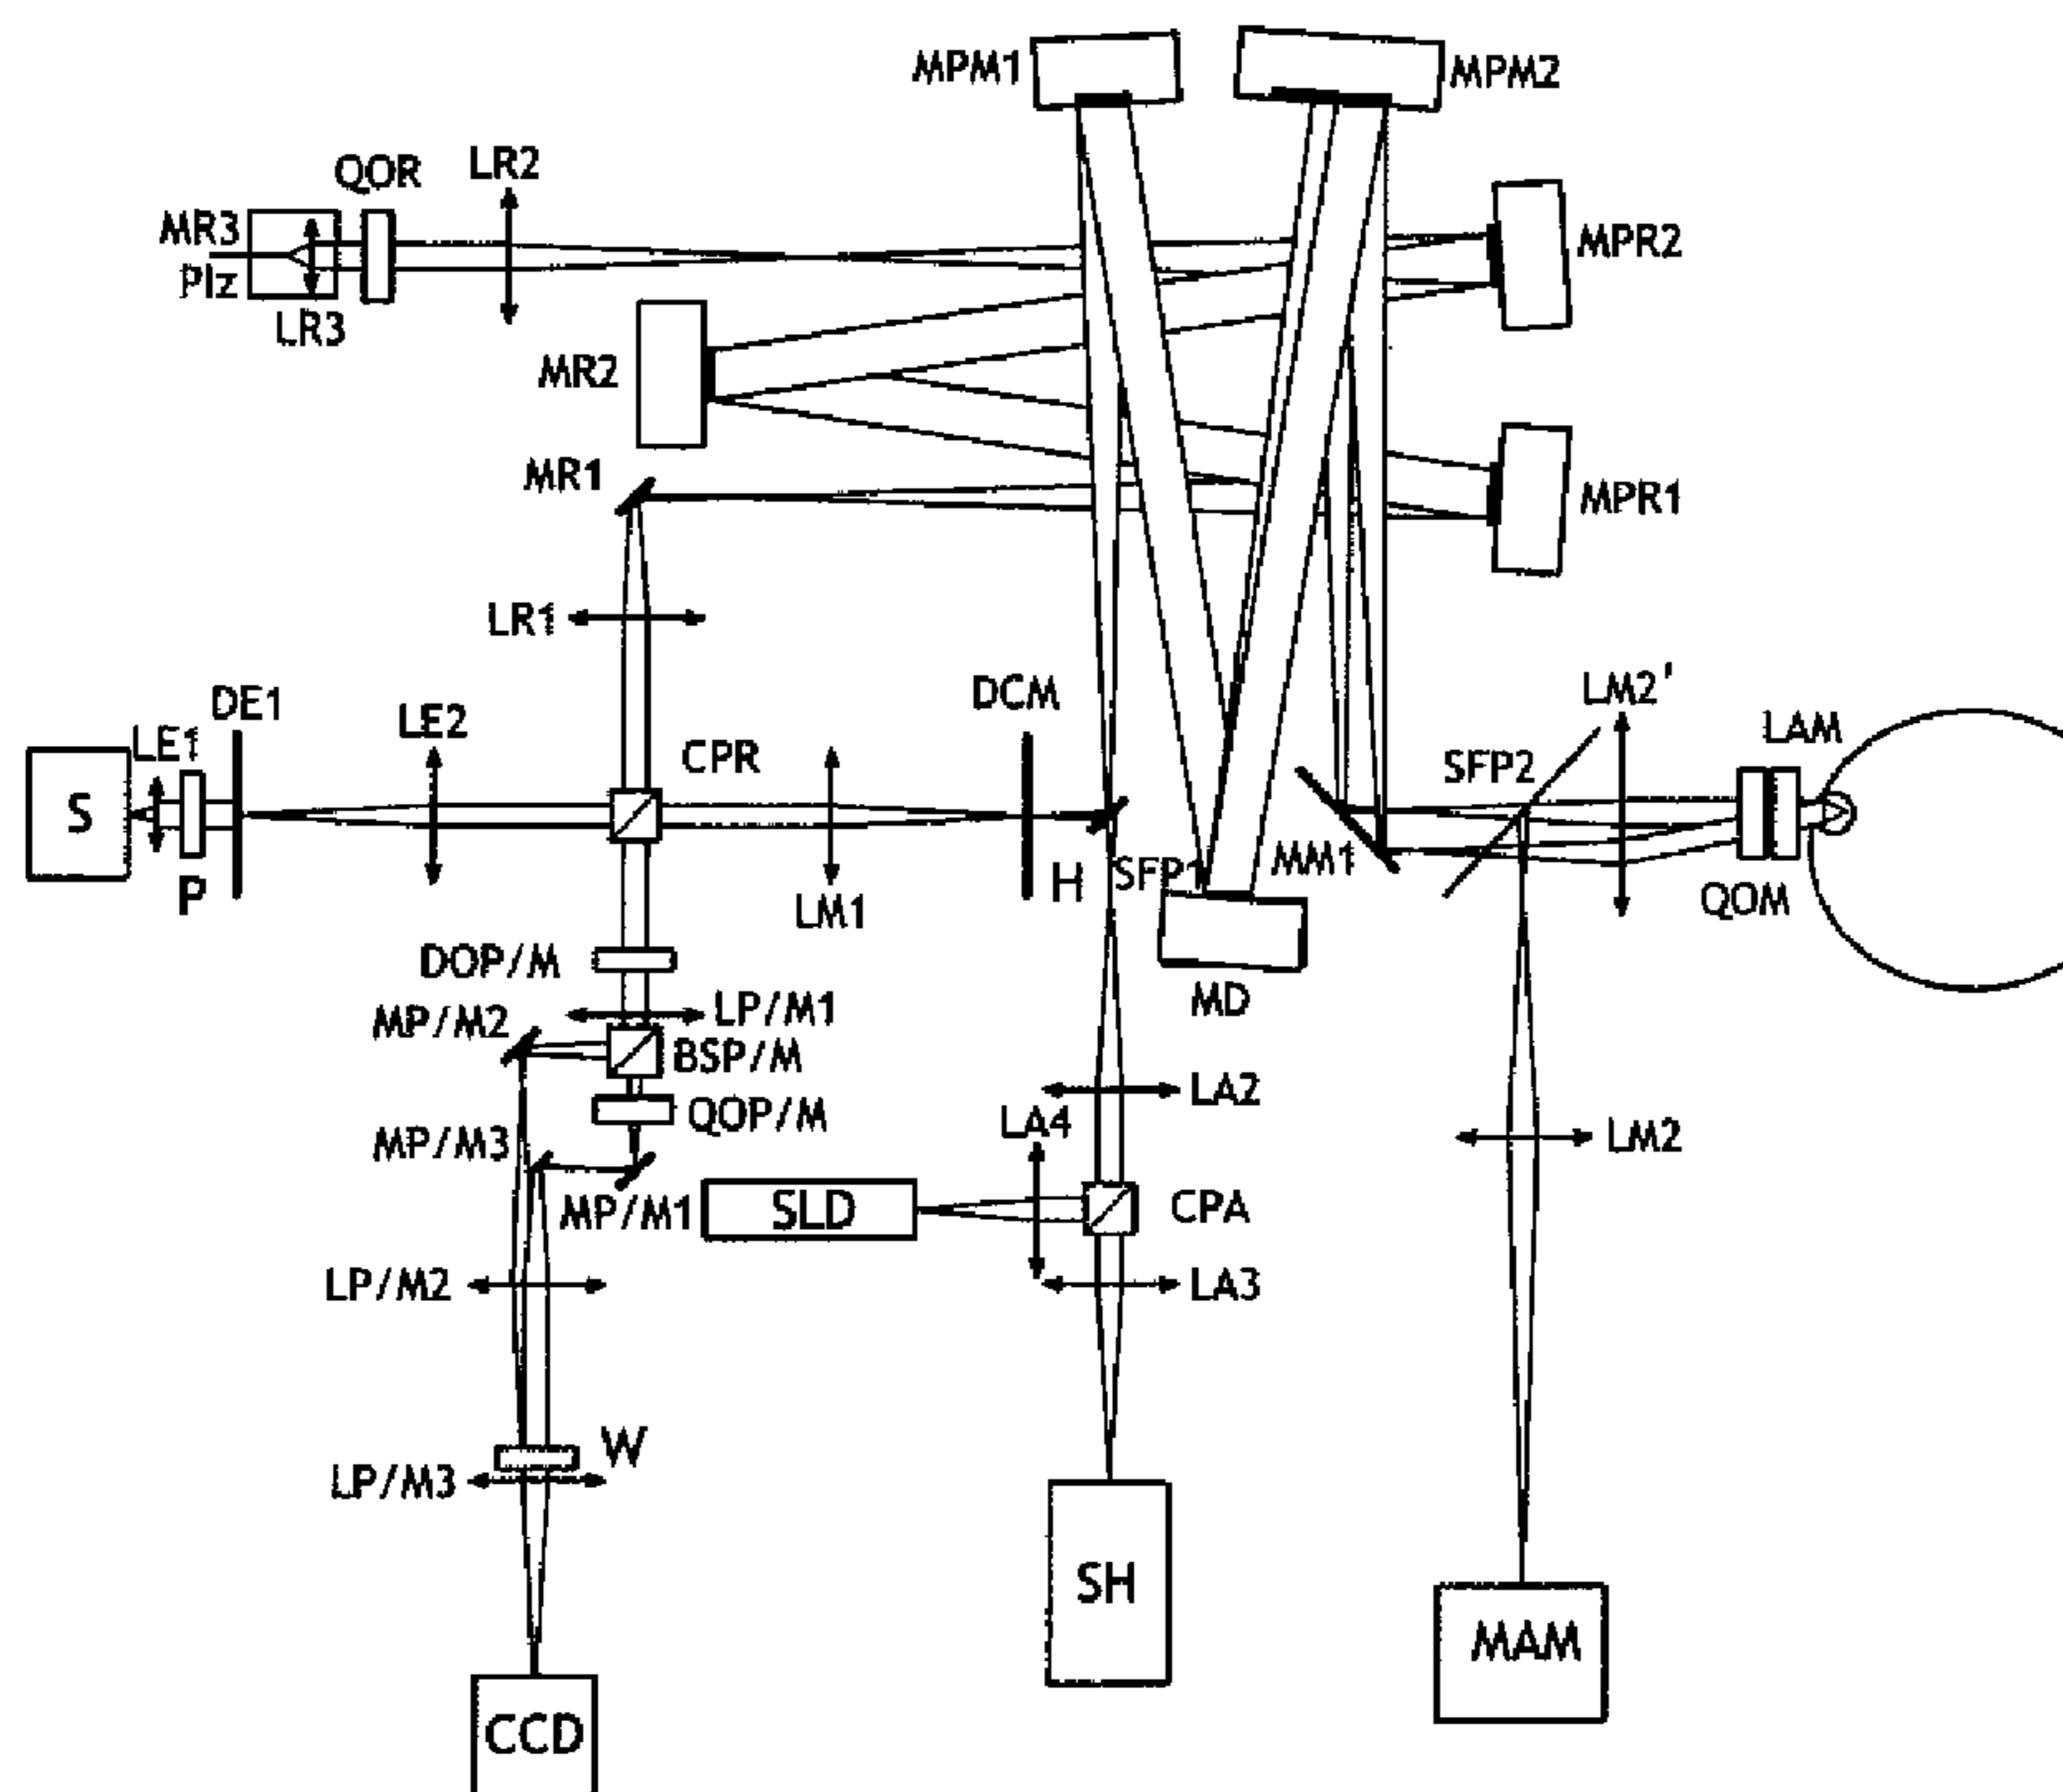 MPM1
MPM2
QOR
LR2
MR3
PIz
LR3
MPR2
MR2
MR1
MPR1
LR1
DE1
LE1
LE2
CPR
DCM
LM2'
LAM
SFP2
S
P
LM1
H
SFP1
MM1
QOM
DOP/M
MD
MP/M2
LP/M1
BSP/M
LA2
QOP/M
LA4
MP/M3
LM2
MP/M1
SLD
CPA
LP/M2
LA3
W
LP/M3
SH
MAM
CCD